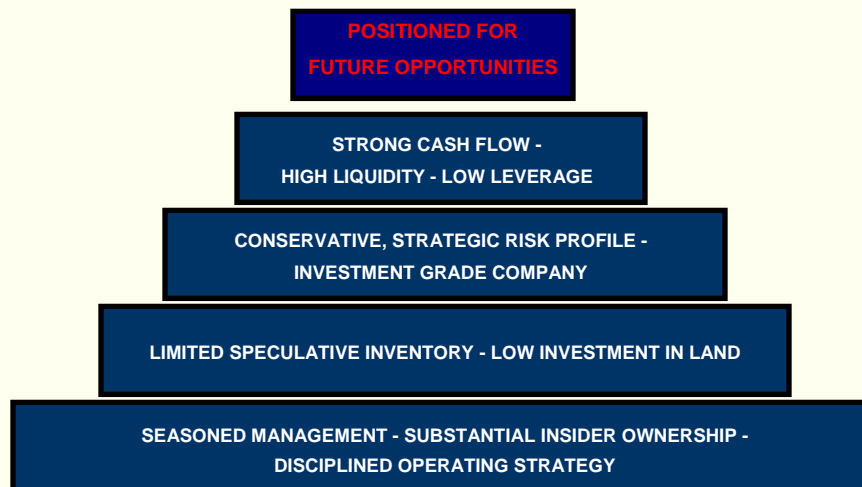 POSITIONED FOR
FUTURE OPPORTUNITIES
STRONG CASH FLOW -
HIGH LIQUIDITY - LOW LEVERAGE
CONSERVATIVE, STRATEGIC RISK PROFILE -
INVESTMENT GRADE COMPANY
LIMITED SPECULATIVE INVENTORY - LOW INVESTMENT IN LAND
SEASONED MANAGEMENT - SUBSTANTIAL INSIDER OWNERSHIP -
DISCIPLINED OPERATING STRATEGY